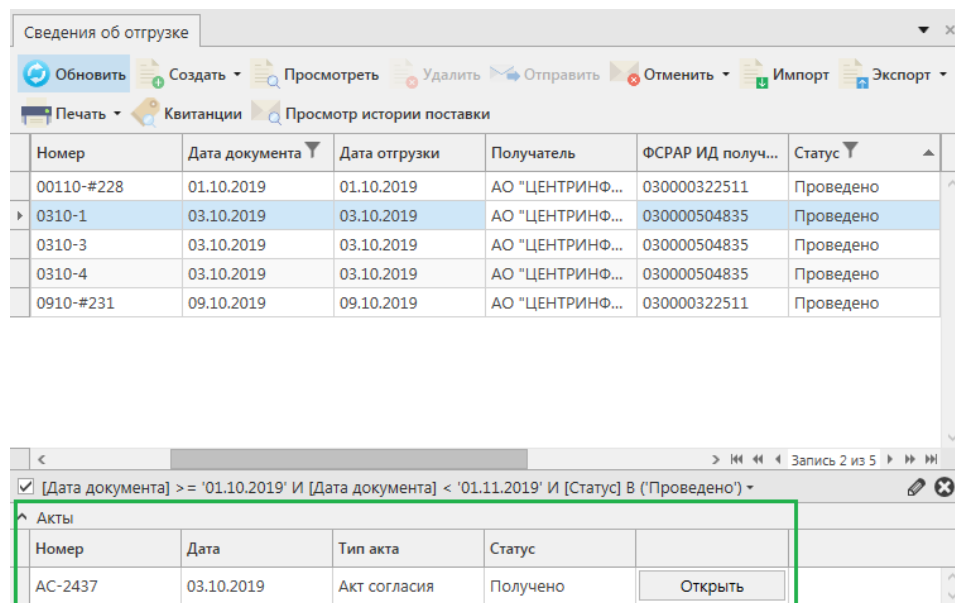 Сведения об отгрузке
Обновить Создать Просмотреть Удалить Отправить Отменить Импорт Экспорт
Печать Квитанции Просмотр истории поставки
Номер Дата документа Дата отгрузки Получатель ФСРАР ИД получ... Статус
00110-#228 01.10.2019 01.10.2019 АО "ЦЕНТРИНФ... 030000322511 Проведено
0310-1 03.10.2019 03.10.2019 АО "ЦЕНТРИНФ... 030000504835 Проведено
0310-3 03.10.2019 03.10.2019 АО "ЦЕНТРИНФ... 030000504835 Проведено
0310-4 03.10.2019 03.10.2019 АО "ЦЕНТРИНФ... 030000504835 Проведено
0910-#231 09.10.2019 09.10.2019 АО "ЦЕНТРИНФ... 030000322511 Проведено
Запись 2 из 5
[Дата документа] >= '01.10.2019' И [Дата документа] < '01.11.2019' И [Статус] В ('Проведено')
Акты
Номер Дата Тип акта Статус
АС-2437 03.10.2019 Акт согласия Получено Открыть